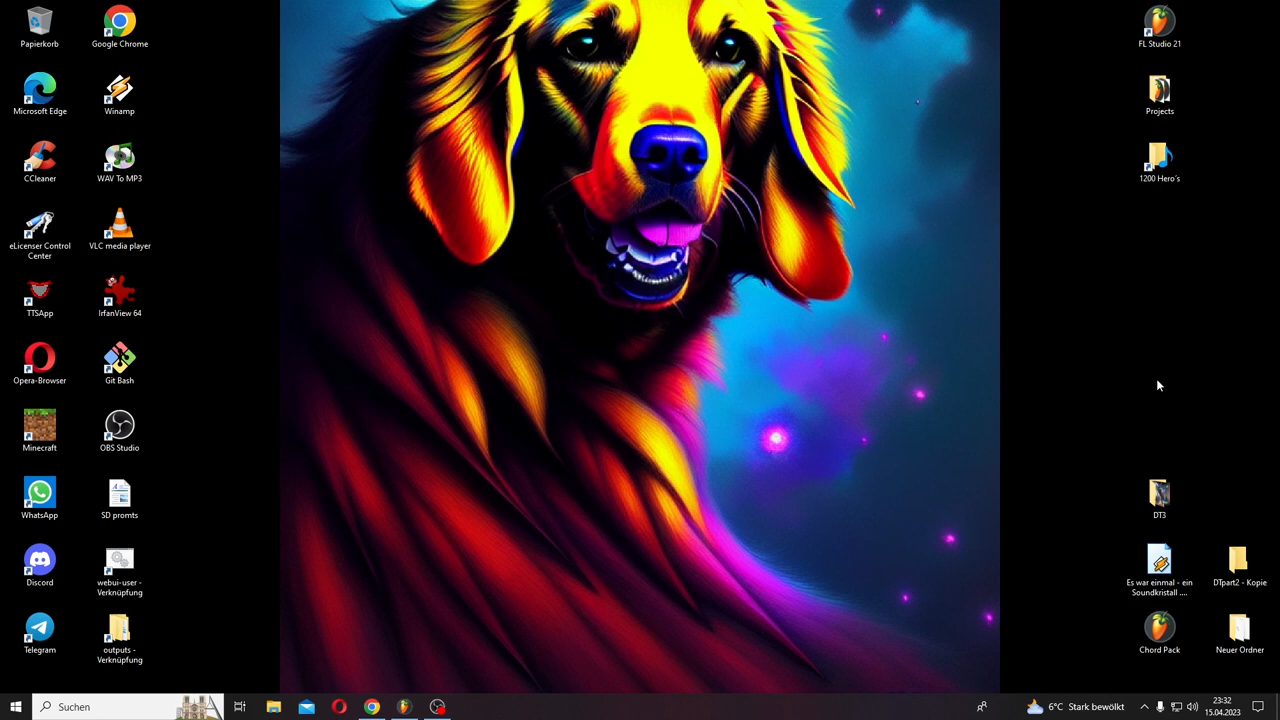 Papierkorb
Google Chrome
FL Studio 21
Microsoft Edge
Winamp
Projects
CCleaner
WAV To MP3
1200 Hero's
eLicenser Control
Center
VLC media player
TTSApp
IrfanView 64
Opera-Browser
Git Bash
Minecraft
OBS Studio
WhatsApp
SD promts
DT3
Discord
webui-user -
Verknüpfung
Es war einmal - ein
Soundkristall ....
DTpart2 - Kopie
Telegram
outputs -
Verknüpfung
Chord Pack
Neuer Ordner
Suchen
6°C Stark bewölkt
23:32
15.04.2023